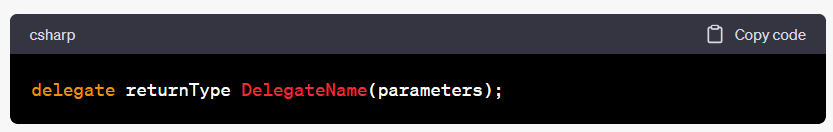 csharp
Copy code
delegate returnType DelegateName(parameters);